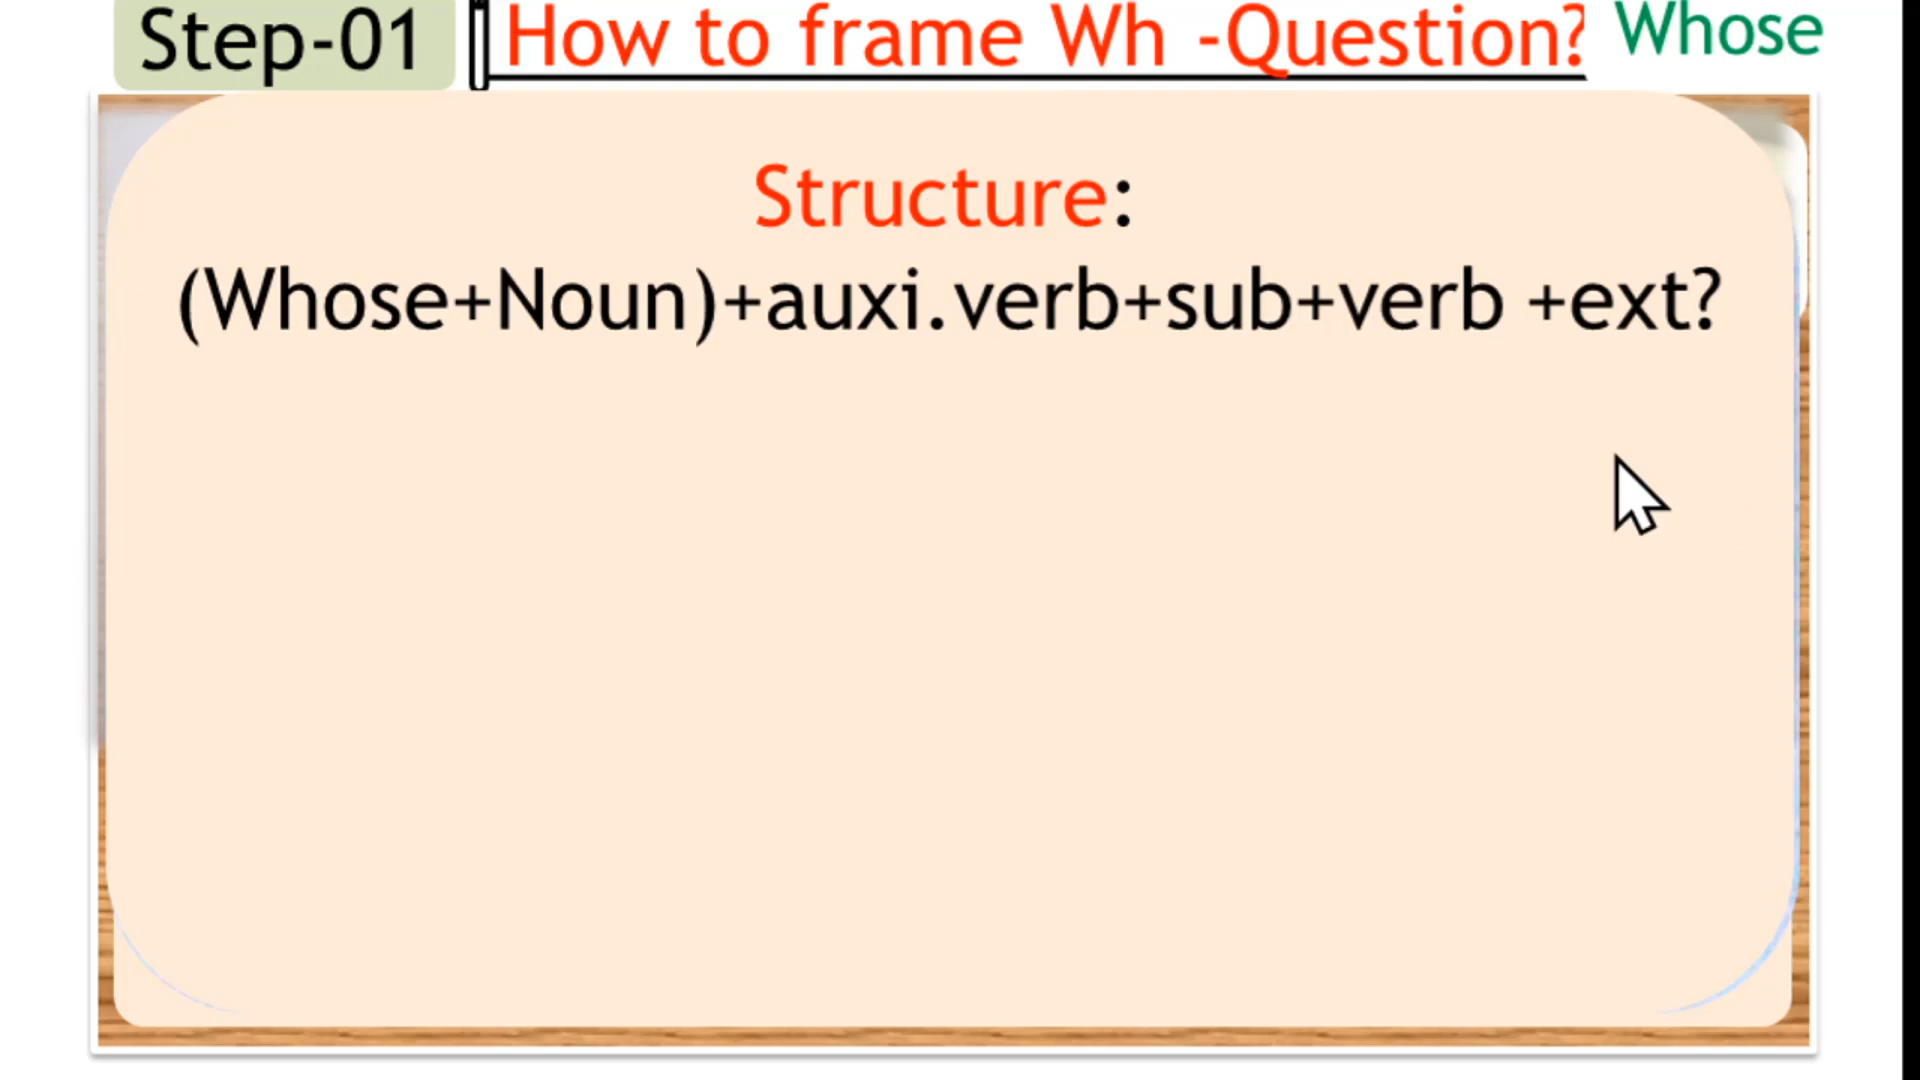 Step-01
How to frame Wh -Question? Whose
Structure:
(Whose+Noun)+auxi.verb+sub+verb +ext?